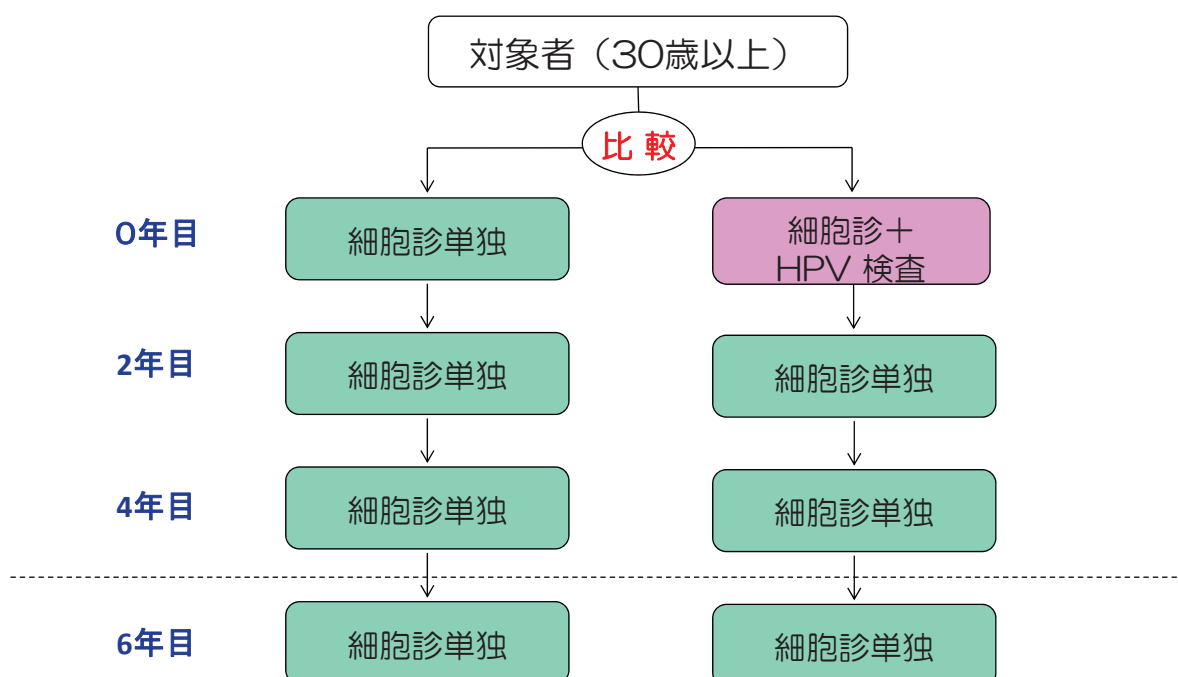 対象者（30歳以上）
比 較
0年目
細胞診単独
細胞診＋
HPV 検査
2年目
細胞診単独
細胞診単独
4年目
細胞診単独
細胞診単独
6年目
細胞診単独
細胞診単独